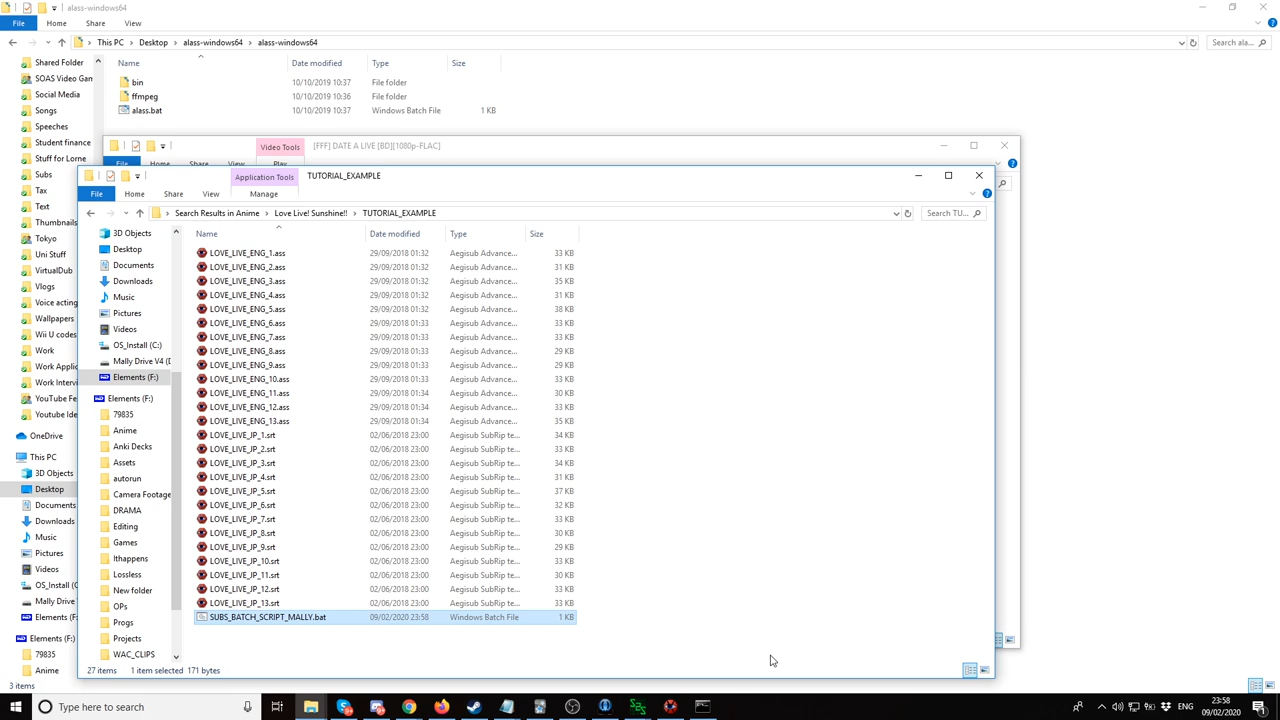 alass-windows64
File Home Share View
This PC Desktop alass-windows64 alass-windows64
Search ala...
Name Date modified Type Size
bin 10/10/2019 10:37 File folder
ffmpeg 10/10/2019 10:36 File folder
alass.bat 10/10/2019 10:37 Windows Batch File 1 KB
Shared Folder
SOAS Video Gam
Social Media
Songs
Speeches
Student finance
Stuff for Lorne
Subs
Tax
Text
Thumbnails
Tokyo
Uni Stuff
VirtualDub
Vlogs
Voice acting
Wallpapers
Wii U codes
Work
Work Applic
Work Intervi
YouTube Fe
Youtube Ide
OneDrive
This PC
3D Objects
Desktop
Documents
Downloads
Music
Pictures
Videos
OS_Install (C:)
Mally Drive
Elements (F:)
Elements (F:)
79835
Anime
3 items
Video Tools [FFF] DATE A LIVE [BD][1080p-FLAC]
File Home Share View Play
Application Tools TUTORIAL_EXAMPLE
File Home Share View Manage
Search Results in Anime Love Live! Sunshine!! TUTORIAL_EXAMPLE
Search TU...
3D Objects
Desktop
Documents
Downloads
Music
Pictures
Videos
OS_Install (C:)
Mally Drive V4 (D
Elements (F:)
Elements (F:)
79835
Anime
Anki Decks
Assets
autorun
Camera Footage
DRAMA
Editing
Games
Ithappens
Lossless
New folder
OPs
Progs
Projects
WAC_CLIPS
Name Date modified Type Size
LOVE_LIVE_ENG_1.ass 29/09/2018 01:32 Aegisub Advance... 33 KB
LOVE_LIVE_ENG_2.ass 29/09/2018 01:32 Aegisub Advance... 31 KB
LOVE_LIVE_ENG_3.ass 29/09/2018 01:32 Aegisub Advance... 35 KB
LOVE_LIVE_ENG_4.ass 29/09/2018 01:32 Aegisub Advance... 31 KB
LOVE_LIVE_ENG_5.ass 29/09/2018 01:32 Aegisub Advance... 38 KB
LOVE_LIVE_ENG_6.ass 29/09/2018 01:33 Aegisub Advance... 33 KB
LOVE_LIVE_ENG_7.ass 29/09/2018 01:33 Aegisub Advance... 33 KB
LOVE_LIVE_ENG_8.ass 29/09/2018 01:33 Aegisub Advance... 29 KB
LOVE_LIVE_ENG_9.ass 29/09/2018 01:33 Aegisub Advance... 29 KB
LOVE_LIVE_ENG_10.ass 29/09/2018 01:33 Aegisub Advance... 33 KB
LOVE_LIVE_ENG_11.ass 29/09/2018 01:34 Aegisub Advance... 30 KB
LOVE_LIVE_ENG_12.ass 29/09/2018 01:34 Aegisub Advance... 33 KB
LOVE_LIVE_ENG_13.ass 29/09/2018 01:34 Aegisub Advance... 35 KB
LOVE_LIVE_JP_1.srt 02/06/2018 23:00 Aegisub SubRip te... 34 KB
LOVE_LIVE_JP_2.srt 02/06/2018 23:00 Aegisub SubRip te... 33 KB
LOVE_LIVE_JP_3.srt 02/06/2018 23:00 Aegisub SubRip te... 34 KB
LOVE_LIVE_JP_4.srt 02/06/2018 23:00 Aegisub SubRip te... 31 KB
LOVE_LIVE_JP_5.srt 02/06/2018 23:00 Aegisub SubRip te... 37 KB
LOVE_LIVE_JP_6.srt 02/06/2018 23:00 Aegisub SubRip te... 32 KB
LOVE_LIVE_JP_7.srt 02/06/2018 23:00 Aegisub SubRip te... 33 KB
LOVE_LIVE_JP_8.srt 02/06/2018 23:00 Aegisub SubRip te... 30 KB
LOVE_LIVE_JP_9.srt 02/06/2018 23:00 Aegisub SubRip te... 29 KB
LOVE_LIVE_JP_10.srt 02/06/2018 23:00 Aegisub SubRip te... 30 KB
LOVE_LIVE_JP_11.srt 02/06/2018 23:00 Aegisub SubRip te... 30 KB
LOVE_LIVE_JP_12.srt 02/06/2018 23:00 Aegisub SubRip te... 33 KB
LOVE_LIVE_JP_13.srt 02/06/2018 23:00 Aegisub SubRip te... 33 KB
SUBS_BATCH_SCRIPT_MALLY.bat 09/02/2020 23:58 Windows Batch File 1 KB
27 items 1 item selected 171 bytes
Type here to search
ENG
23:58
09/02/2020